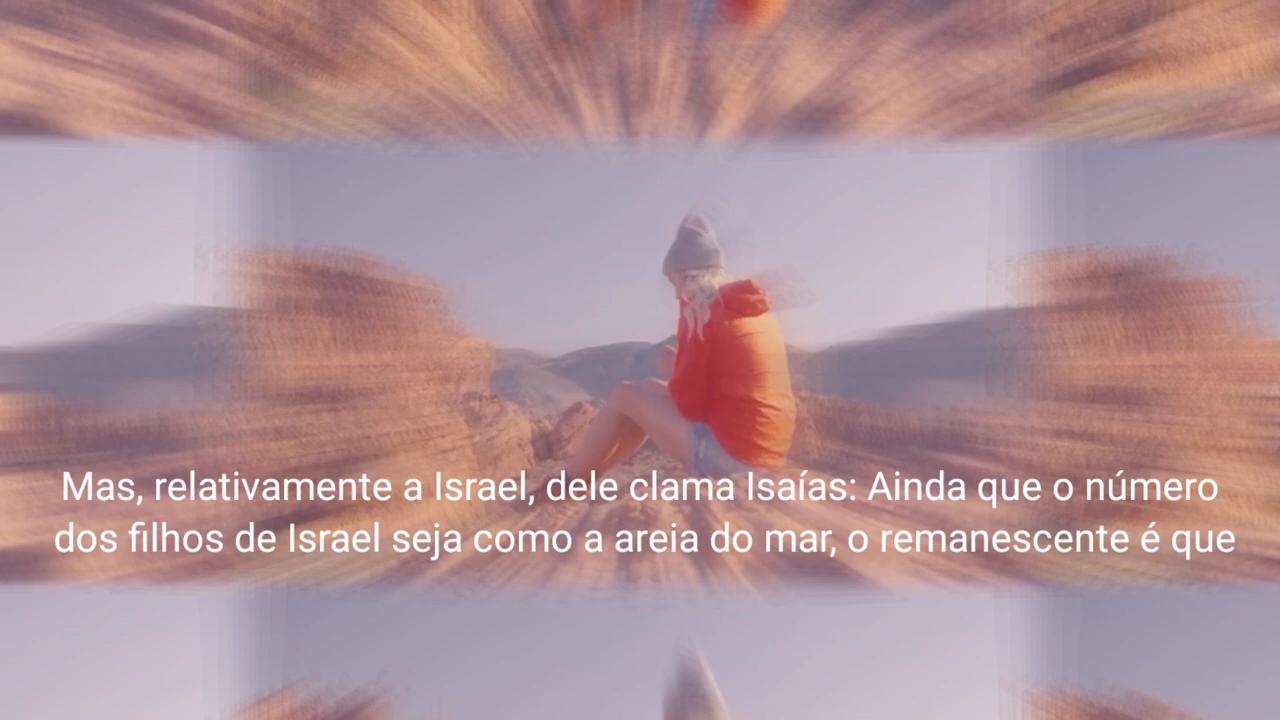 Mas, relativamente a Israel, dele clama Isaías: Ainda que o número
dos filhos de Israel seja como a areia do mar, o remanescente é que